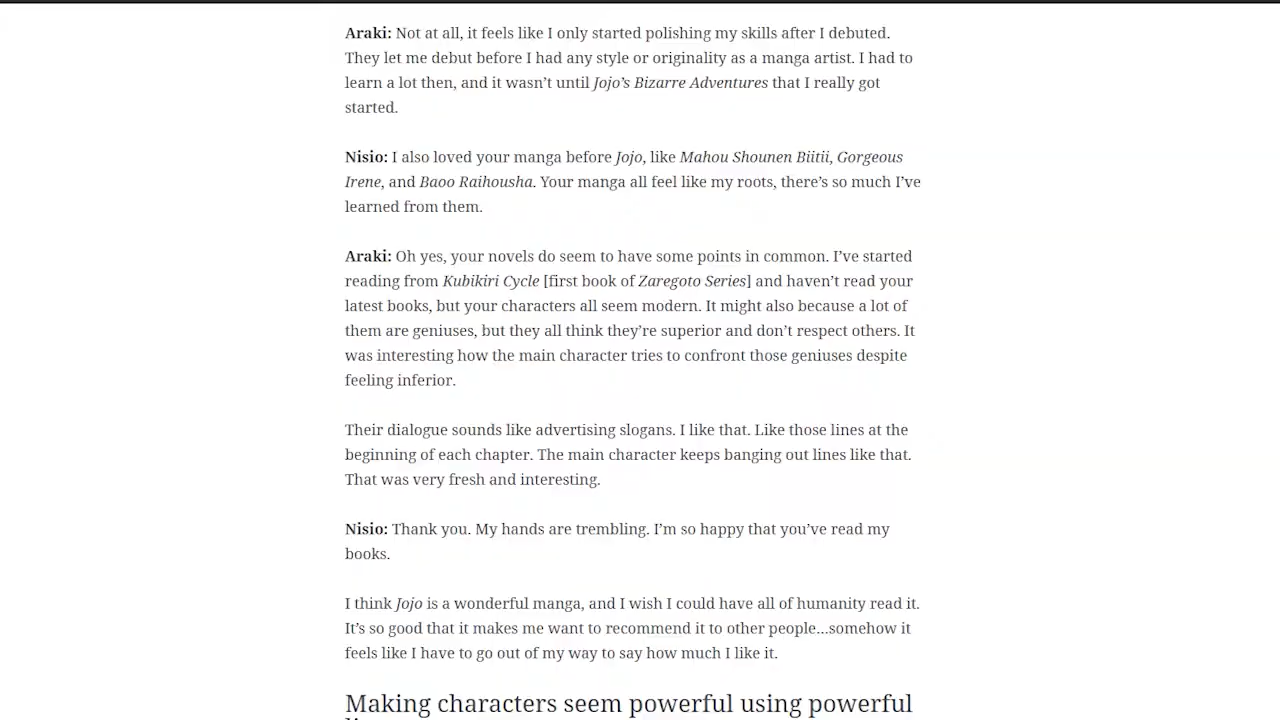 Araki: Not at all, it feels like I only started polishing my skills after I debuted.
They let me debut before I had any style or originality as a manga artist. I had to
learn a lot then, and it wasn’t until Jojo’s Bizarre Adventures that I really got
started.
Nisio: I also loved your manga before Jojo, like Mahou Shounen Biitii, Gorgeous
Irene, and Baoo Raihousha. Your manga all feel like my roots, there’s so much I’ve
learned from them.
Araki: Oh yes, your novels do seem to have some points in common. I’ve started
reading from Kubikiri Cycle [first book of Zaregoto Series] and haven’t read your
latest books, but your characters all seem modern. It might also because a lot of
them are geniuses, but they all think they’re superior and don’t respect others. It
was interesting how the main character tries to confront those geniuses despite
feeling inferior.
Their dialogue sounds like advertising slogans. I like that. Like those lines at the
beginning of each chapter. The main character keeps banging out lines like that.
That was very fresh and interesting.
Nisio: Thank you. My hands are trembling. I’m so happy that you’ve read my
books.
I think Jojo is a wonderful manga, and I wish I could have all of humanity read it.
It’s so good that it makes me want to recommend it to other people…somehow it
feels like I have to go out of my way to say how much I like it.
Making characters seem powerful using powerful